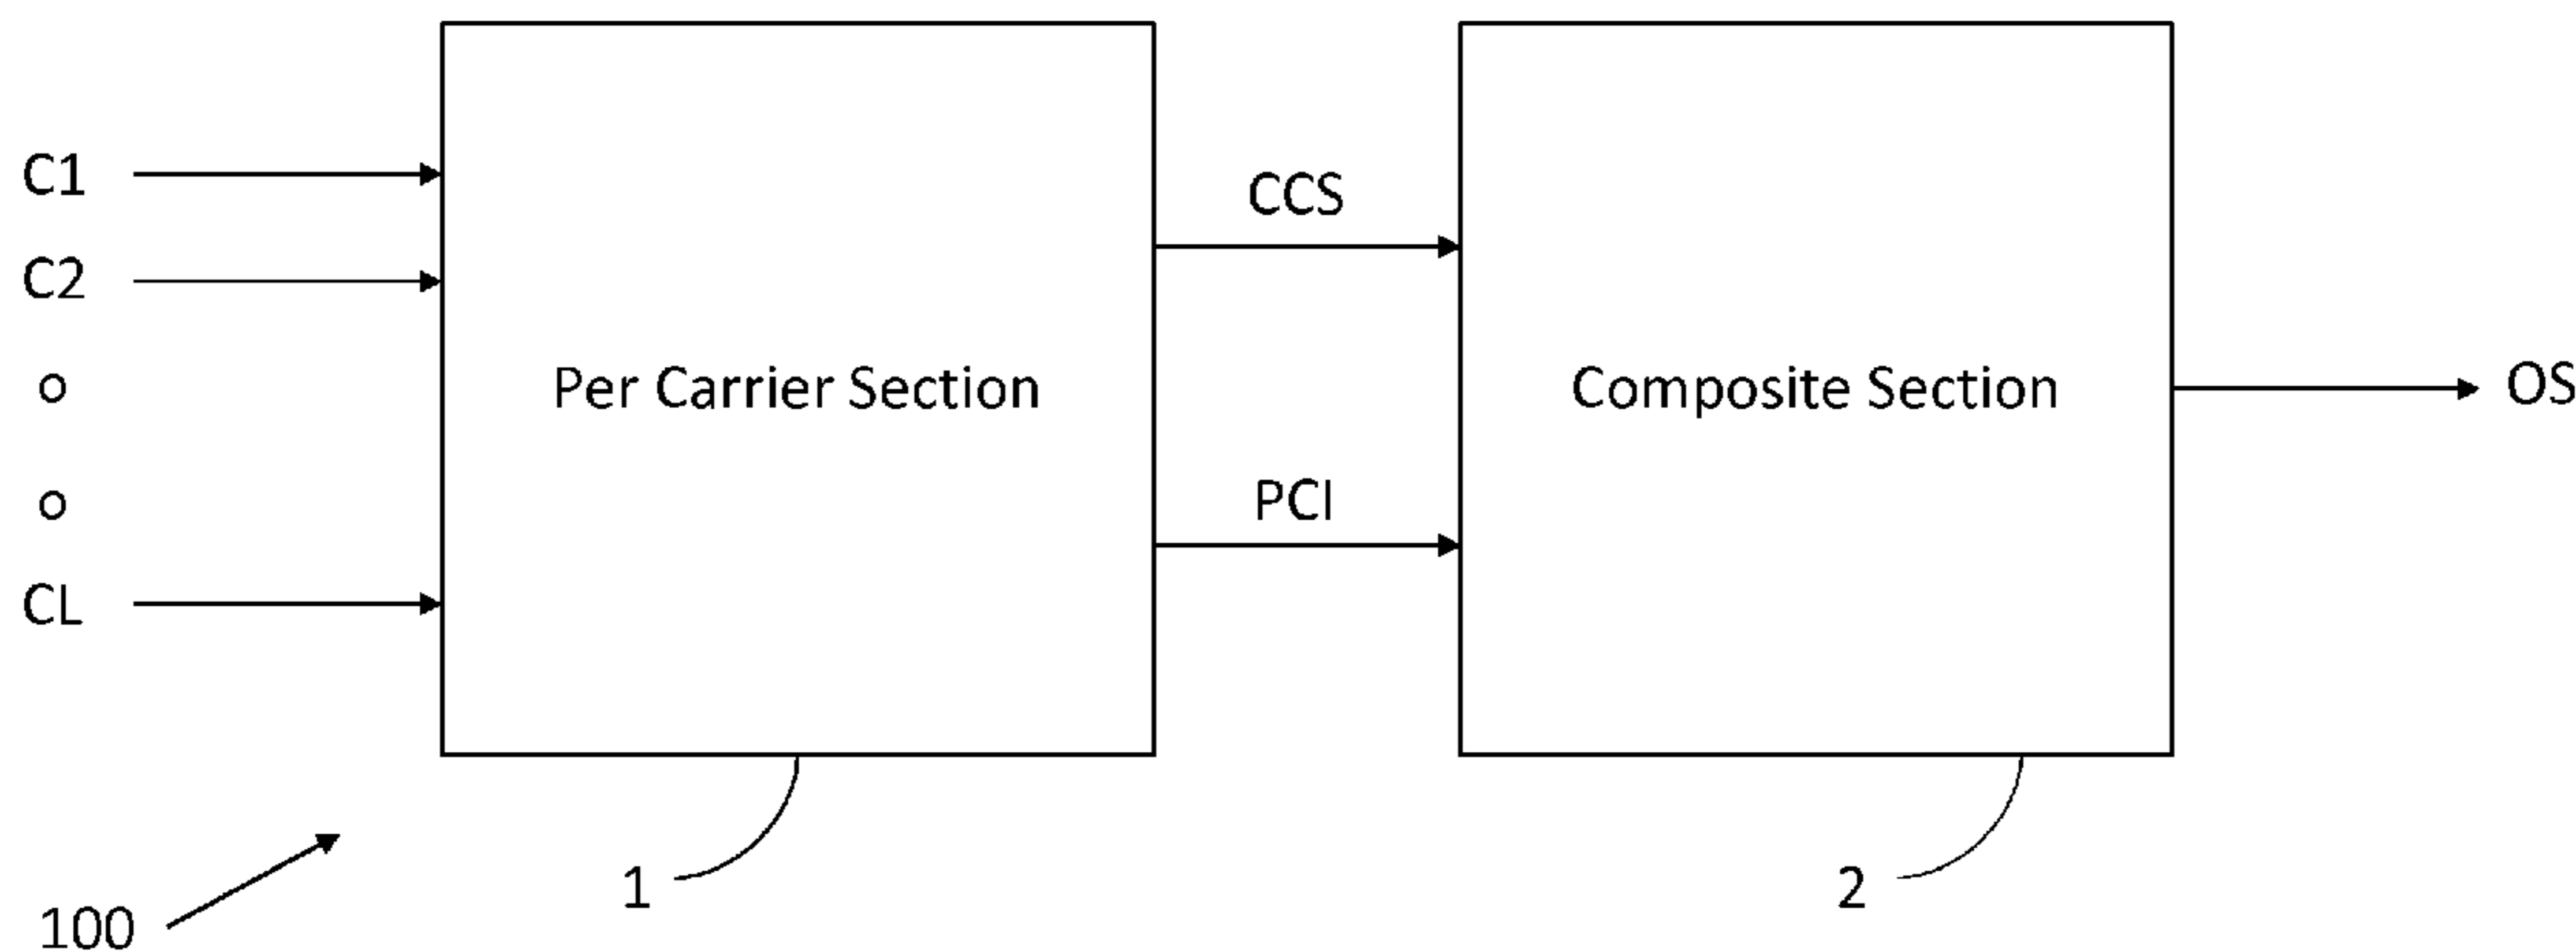 C1
C2
o
o
CL
Per Carrier Section
CCS
PCI
Composite Section
OS
1
2
100